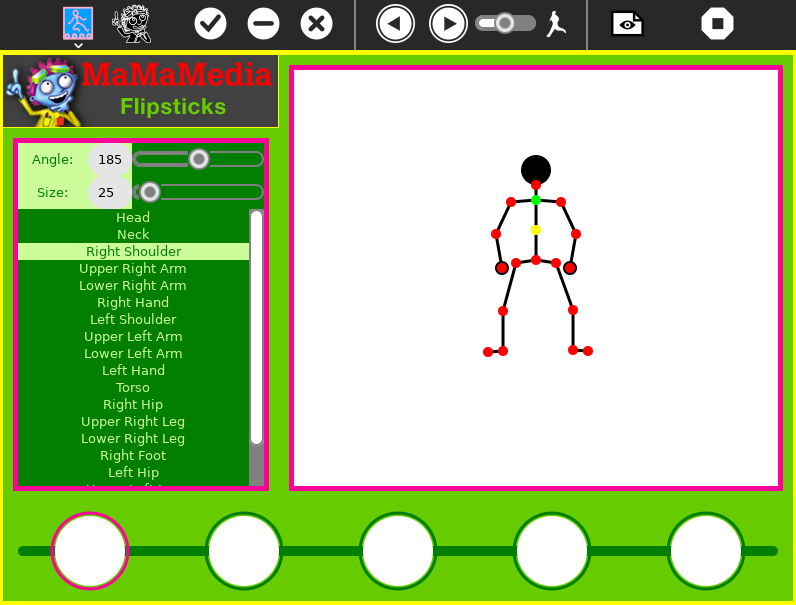 MaMaMedia
Flipsticks
Angle: 185
Size: 25
Head
Neck
Right Shoulder
Upper Right Arm
Lower Right Arm
Right Hand
Left Shoulder
Upper Left Arm
Lower Left Arm
Left Hand
Torso
Right Hip
Upper Right Leg
Lower Right Leg
Right Foot
Left Hip